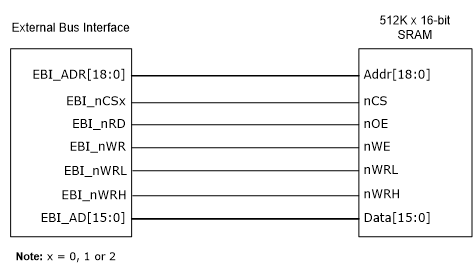 External Bus Interface
512K x 16-bit
SRAM
EBI_ADR[18:0]
Addr[18:0]
EBI_nCSx
nCS
EBI_nRD
nOE
EBI_nWR
nWE
EBI_nWRL
nWRL
EBI_nWRH
nWRH
EBI_AD[15:0]
Data[15:0]
Note: x = 0, 1 or 2